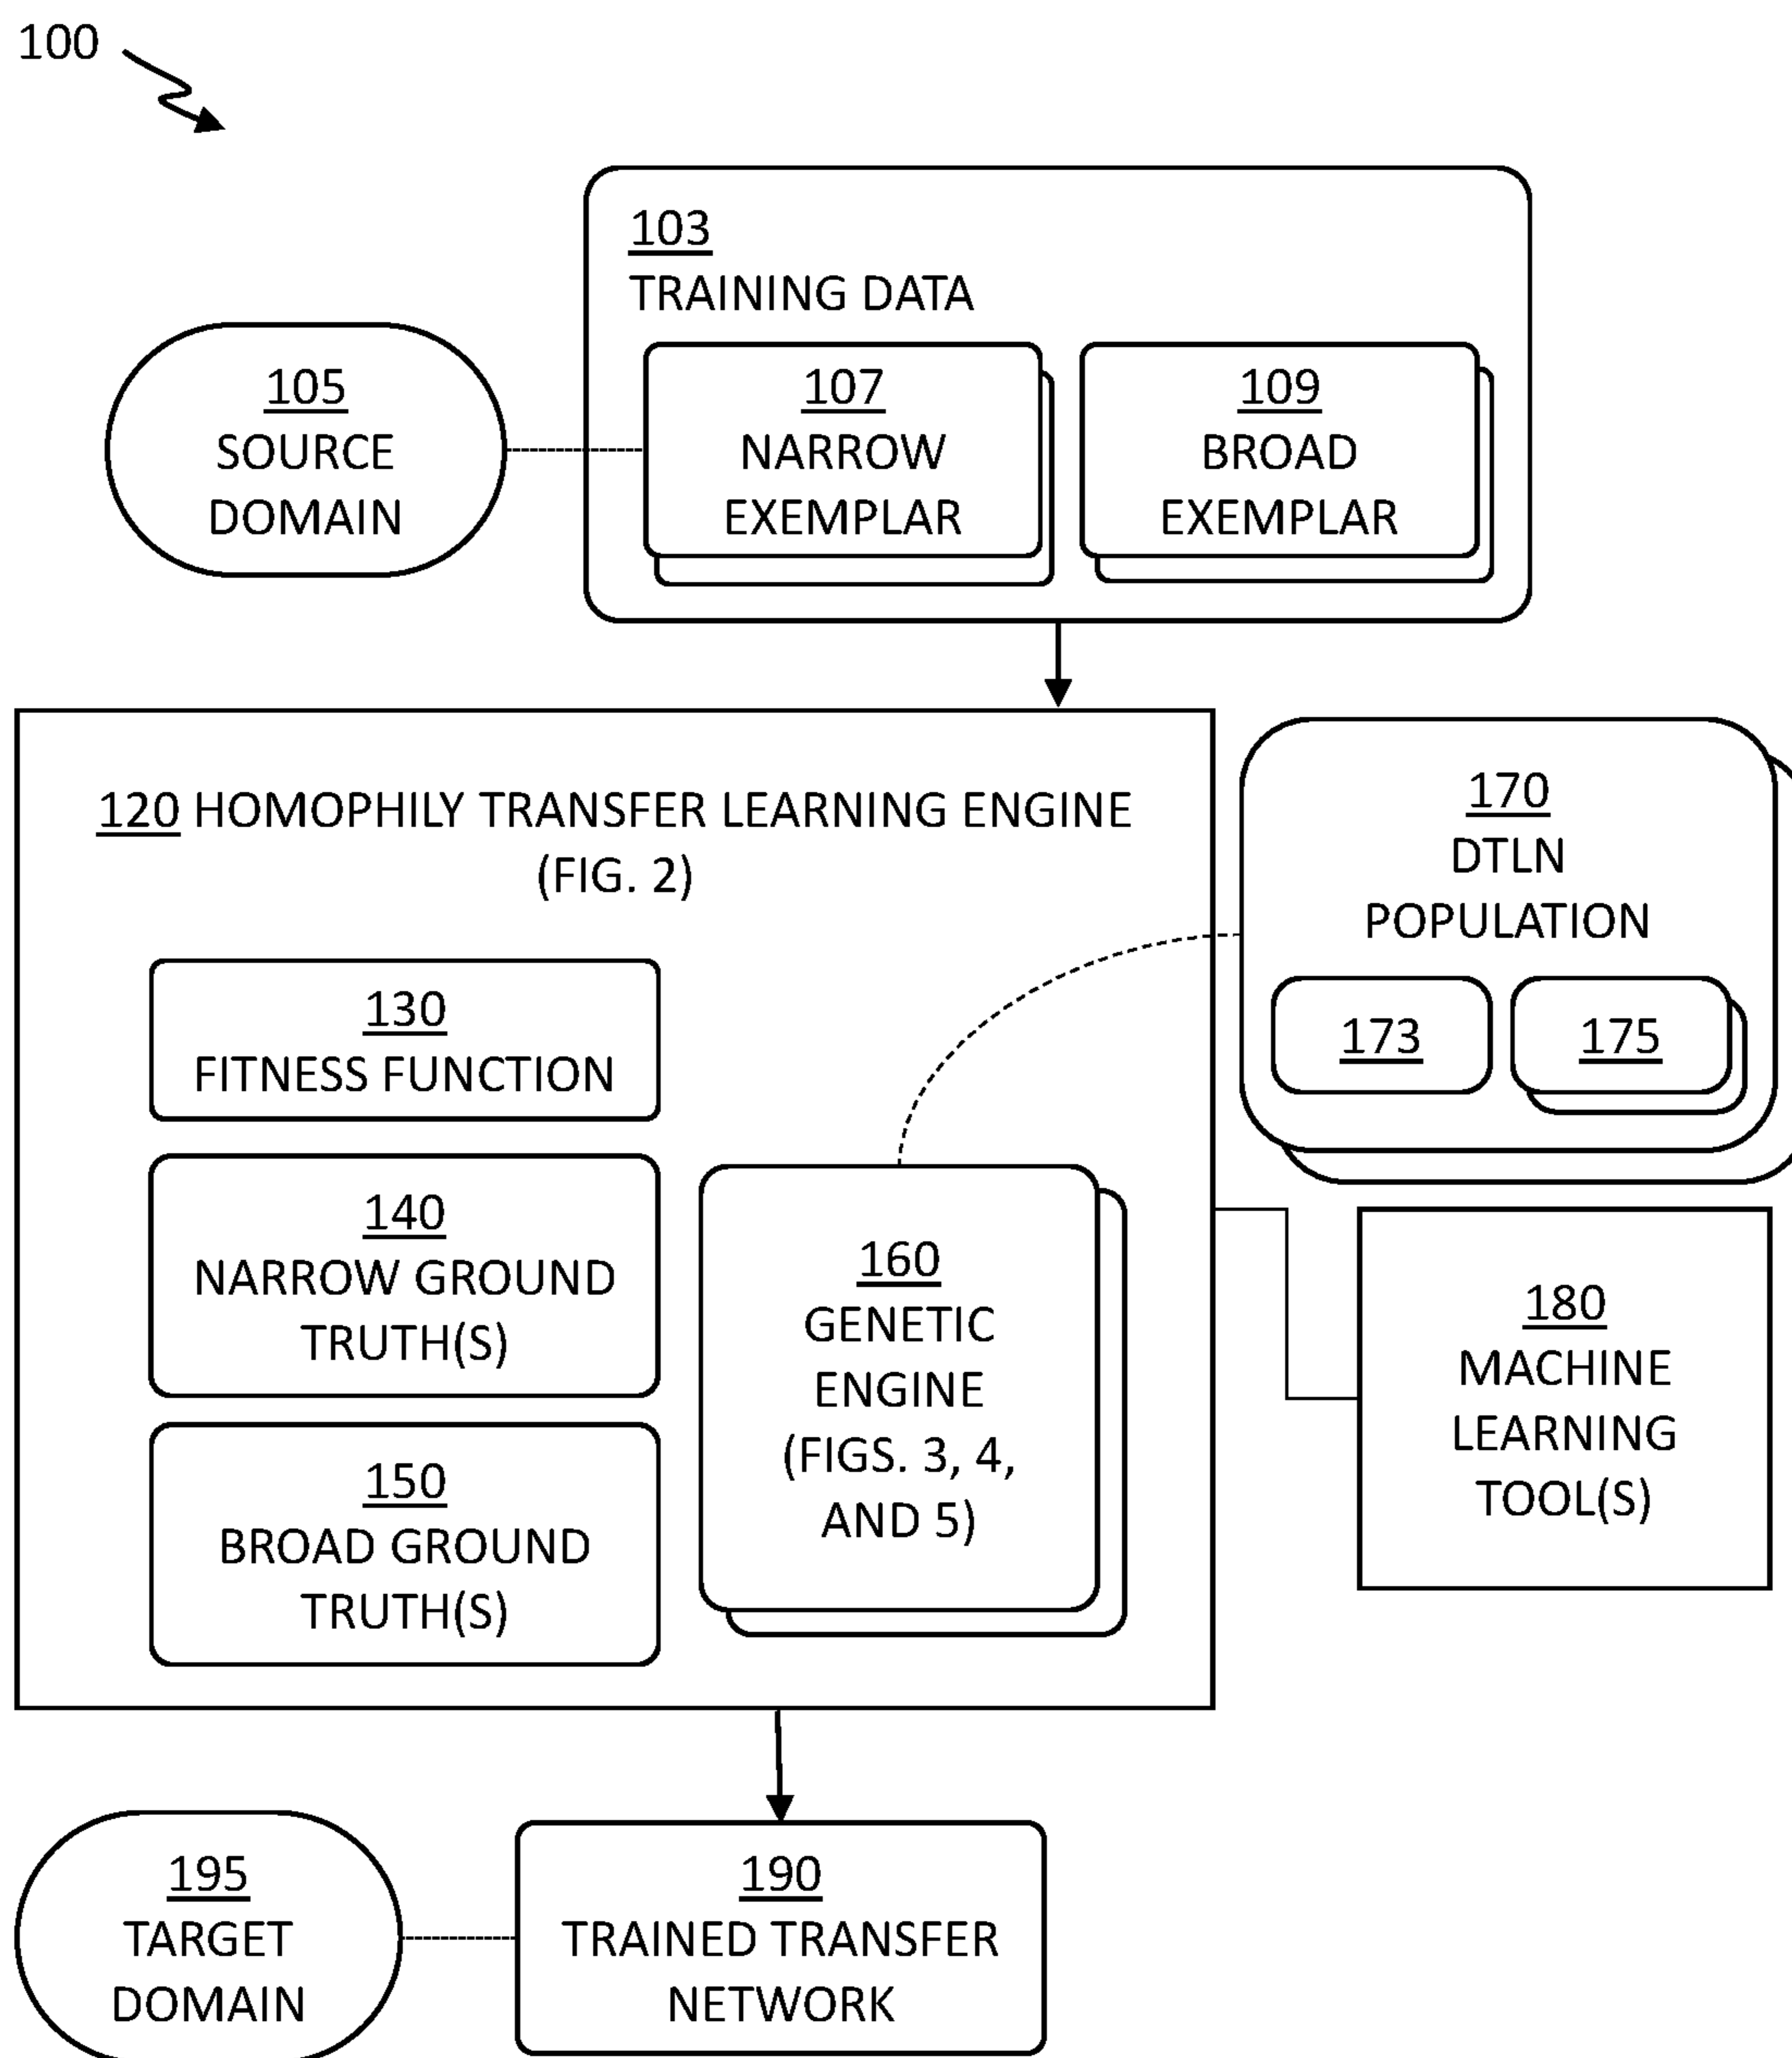 100
103
TRAINING DATA
105
SOURCE
DOMAIN
107
NARROW
EXEMPLAR
109
BROAD
EXEMPLAR
120 HOMOPHILY TRANSFER LEARNING ENGINE
(FIG. 2)
130
FITNESS FUNCTION
140
NARROW GROUND
TRUTH(S)
150
BROAD GROUND
TRUTH(S)
160
GENETIC
ENGINE
(FIGS. 3, 4,
AND 5)
170
DTLN
POPULATION
173
175
180
MACHINE
LEARNING
TOOL(S)
195
TARGET
DOMAIN
190
TRAINED TRANSFER
NETWORK